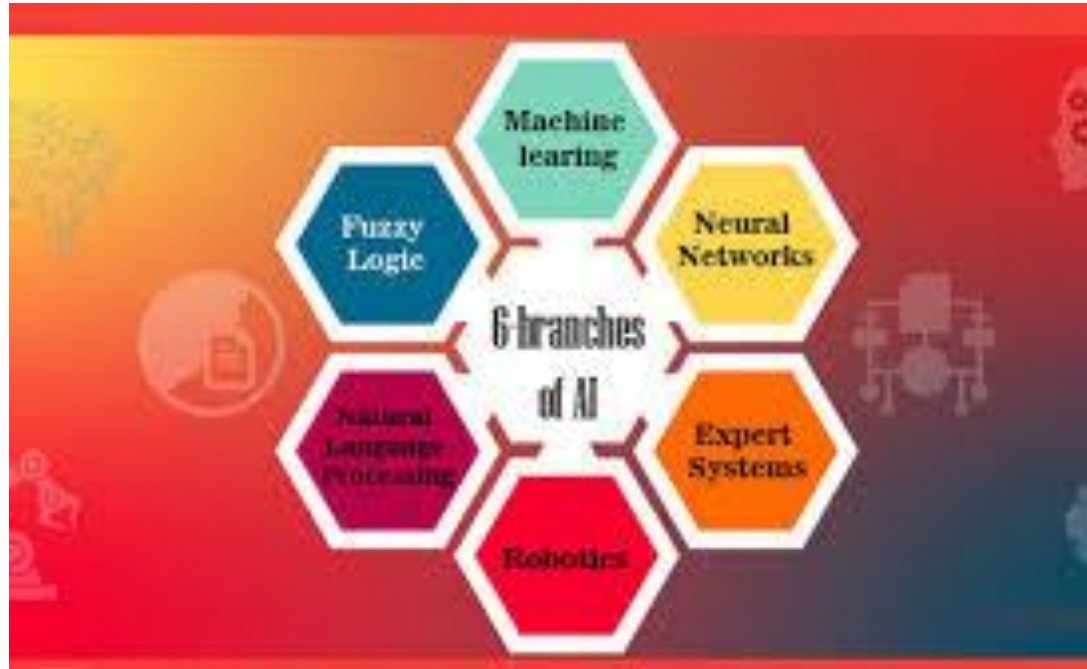 Machine
learing
Fuzzy
Logic
Neural
Networks
6 branches
of AI
Natural
Language
Processing
Expert
Systems
Robotics